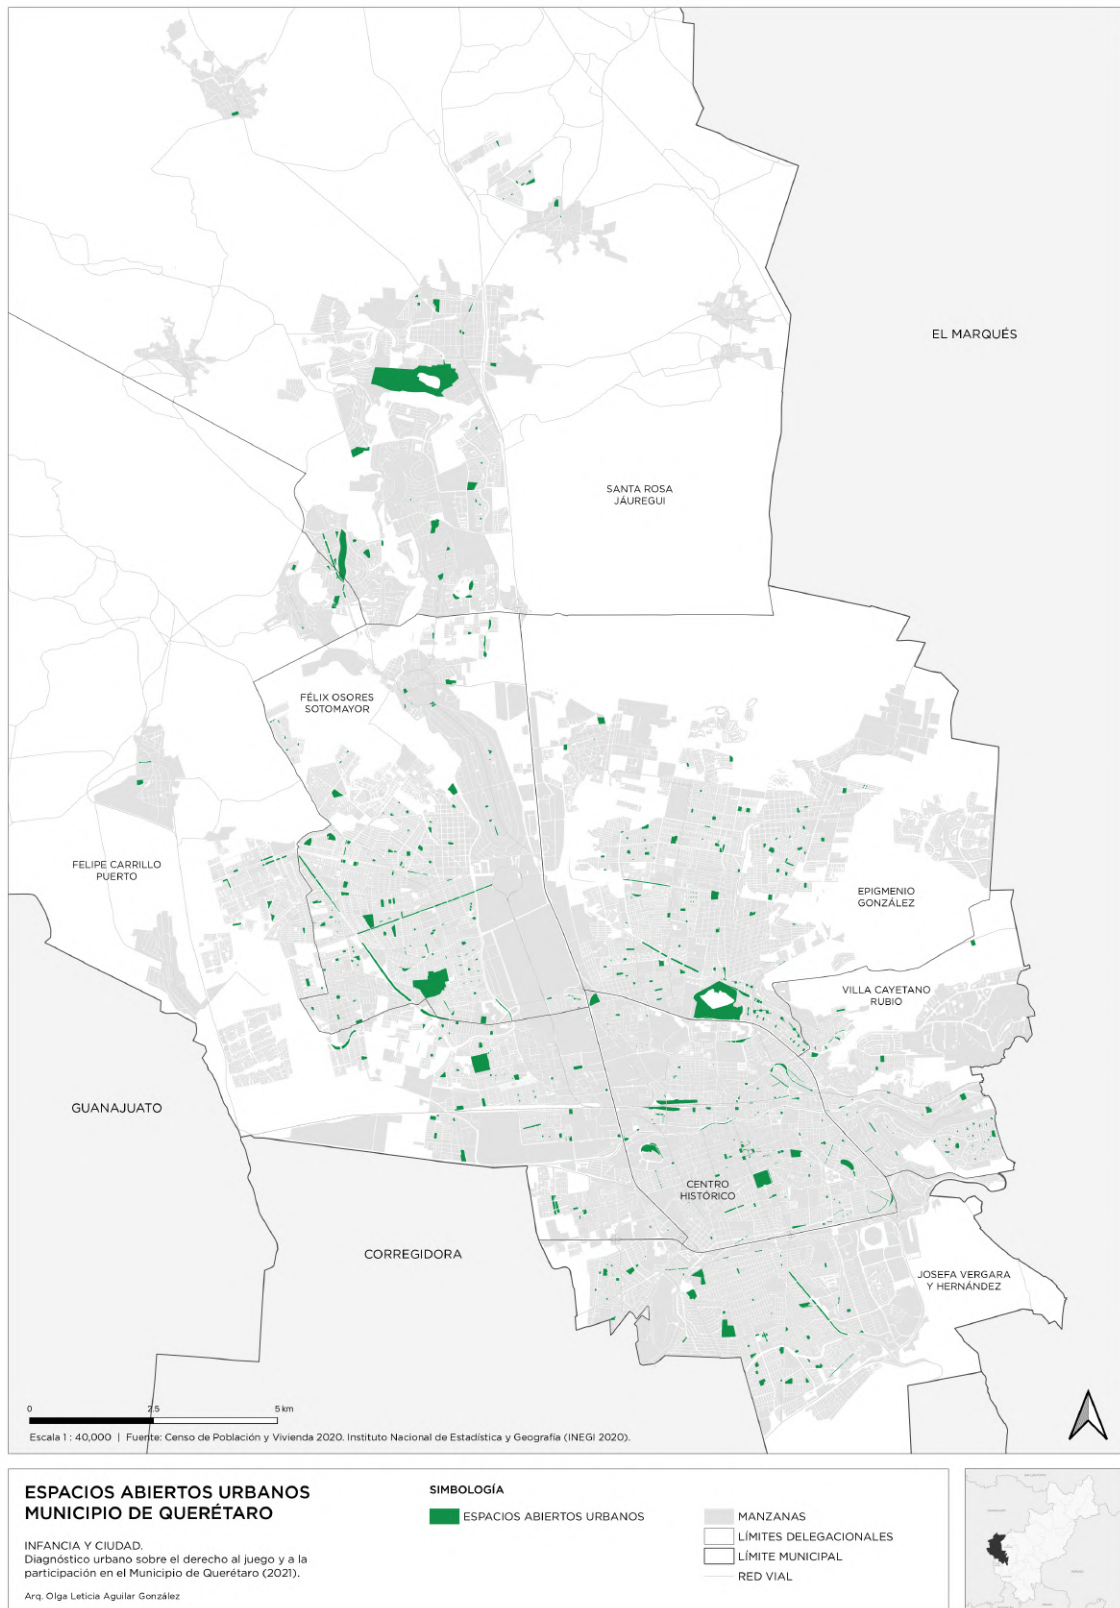 EL MARQUÉS
SANTA ROSA
JÁUREGUI
FÉLIX OSORES
SOTOMAYOR
FELIPE CARRILLO
PUERTO
EPIGMENIO
GONZÁLEZ
VILLA CAYETANO
RUBIO
GUANAJUATO
CENTRO
HISTÓRICO
CORREGIDORA
JOSEFA VERGARA
Y HERNÁNDEZ
0 2.5 5 km
Escala 1 : 40,000 | Fuente: Censo de Población y Vivienda 2020. Instituto Nacional de Estadística y Geografía (INEGI 2020).
ESPACIOS ABIERTOS URBANOS
MUNICIPIO DE QUERÉTARO
INFANCIA Y CIUDAD.
Diagnóstico urbano sobre el derecho al juego y a la
participación en el Municipio de Querétaro (2021).
Arq. Olga Leticia Aguilar González
SIMBOLOGÍA
ESPACIOS ABIERTOS URBANOS
MANZANAS
LÍMITES DELEGACIONALES
LÍMITE MUNICIPAL
RED VIAL